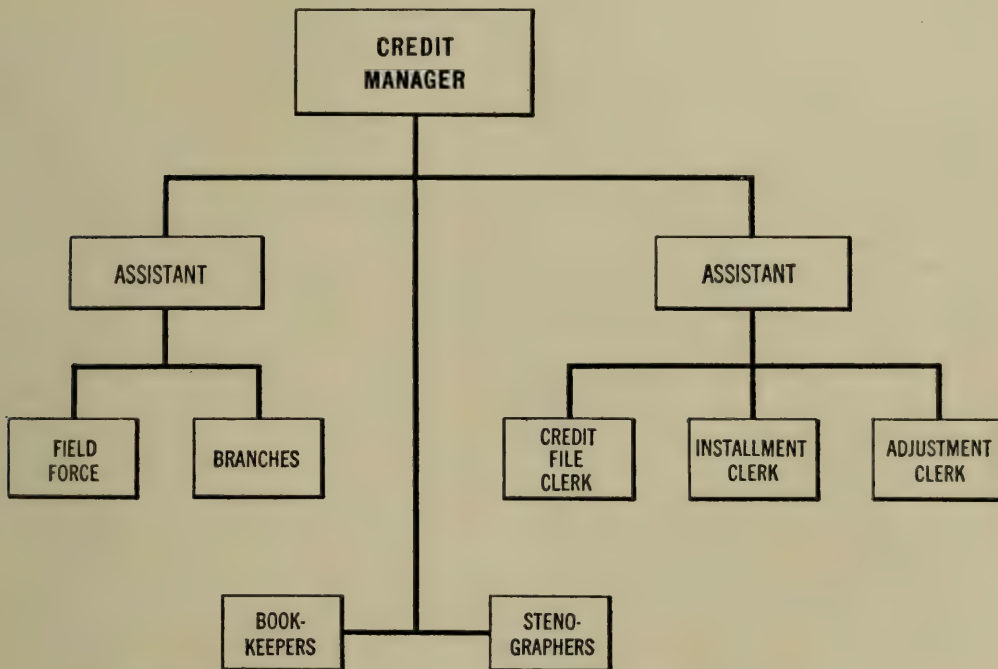 CREDIT
MANAGER
ASSISTANT
ASSISTANT
FIELD
FORCE
BRANCHES
CREDIT
FILE
CLERK
INSTALLMENT
CLERK
ADJUSTMENT
CLERK
BOOK-
KEEPERS
STENO-
GRAPHERS